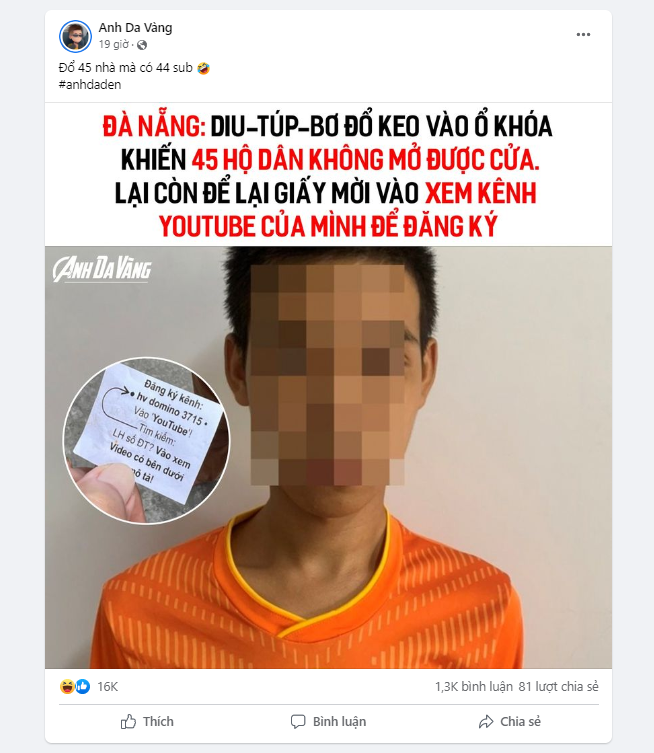 Anh Da Vàng
19 giờ ·
Đổ 45 nhà mà có 44 sub 🤣
#anhdaden
ĐÀ NẴNG: DIU-TÚP-BƠ ĐỔ KEO VÀO Ổ KHÓA
KHIẾN 45 HỘ DÂN KHÔNG MỞ ĐƯỢC CỬA.
LẠI CÒN ĐỂ LẠI GIẤY MỜI VÀO XEM KÊNH
YOUTUBE CỦA MÌNH ĐỂ ĐĂNG KÝ
ANH DA VÀNG
Đăng ký kênh:
• hv domino 3715 •
Vào 'YouTube'!
Tìm kiếm:
LH số ĐT? Vào xem
Video có bên dưới
mô tả!
16K
1,3K bình luận 81 lượt chia sẻ
Thích
Bình luận
Chia sẻ